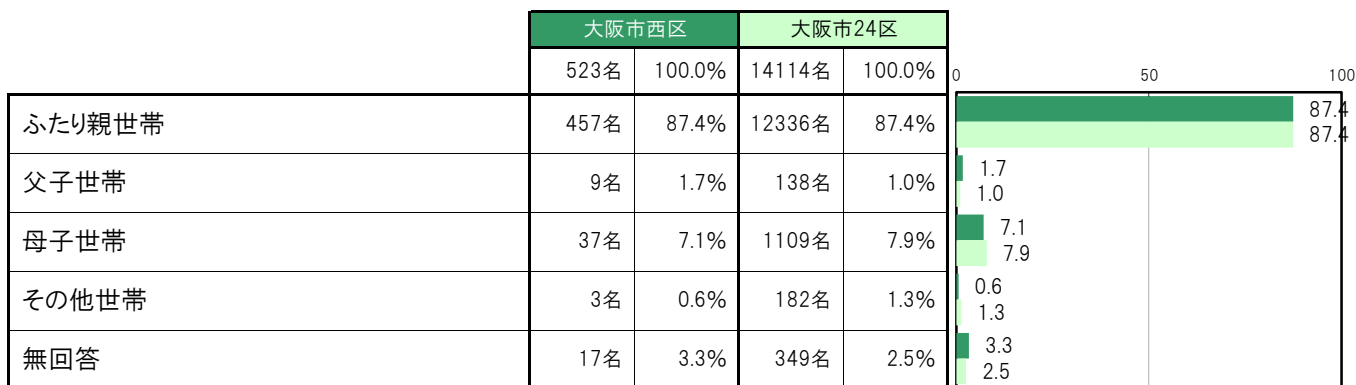 大阪市西区 大阪市24区
523名 100.0% 14114名 100.0% 0 50 100
ふたり親世帯 457名 87.4% 12336名 87.4% 87.4
87.4
父子世帯 9名 1.7% 138名 1.0% 1.7
1.0
母子世帯 37名 7.1% 1109名 7.9% 7.1
7.9
その他世帯 3名 0.6% 182名 1.3% 0.6
1.3
無回答 17名 3.3% 349名 2.5% 3.3
2.5